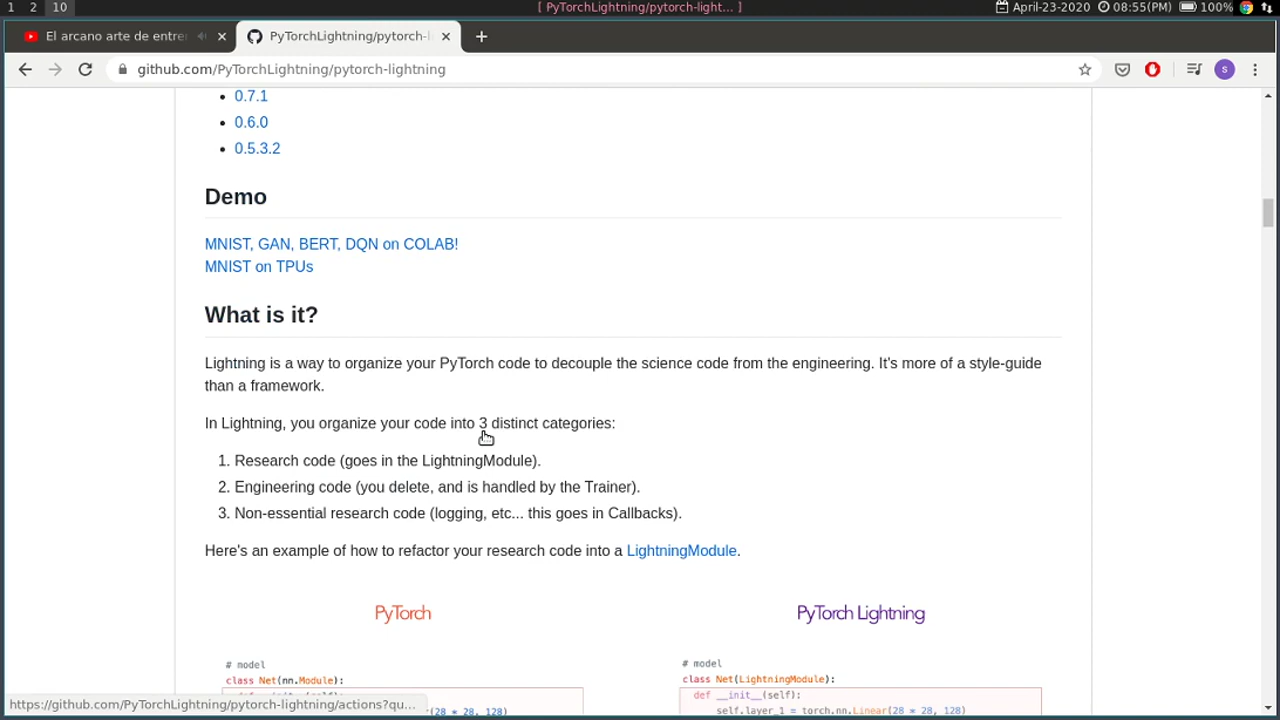 1 2 10 [ PyTorchLightning/pytorch-light... ] April-23-2020 08:55(PM) 100%
El arcano arte de entre PyTorchLightning/pytorch-l
github.com/PyTorchLightning/pytorch-lightning S
0.7.1
0.6.0
0.5.3.2
Demo
MNIST, GAN, BERT, DQN on COLAB!
MNIST on TPUs
What is it?
Lightning is a way to organize your PyTorch code to decouple the science code from the engineering. It's more of a style-guide
than a framework.
In Lightning, you organize your code into 3 distinct categories:
1. Research code (goes in the LightningModule).
2. Engineering code (you delete, and is handled by the Trainer).
3. Non-essential research code (logging, etc... this goes in Callbacks).
Here's an example of how to refactor your research code into a LightningModule.
PyTorch PyTorch Lightning
# model # model
class Net(nn.Module): class Net(LightningModule):
def __init__(self):
https://github.com/PyTorchLightning/pytorch-lightning/actions?qu... (28 * 28, 128) self.layer_1 = torch.nn.Linear(28 * 28, 128)